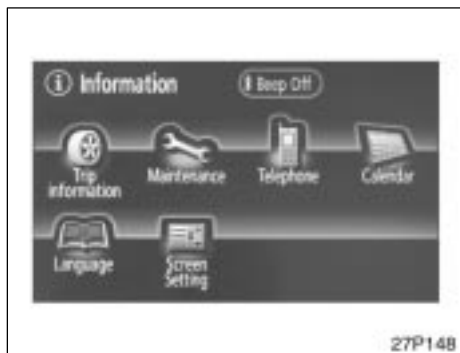 i Information
Beep Off
Trip
information
Maintenance
Telephone
Calendar
Language
Screen
Setting
27P148